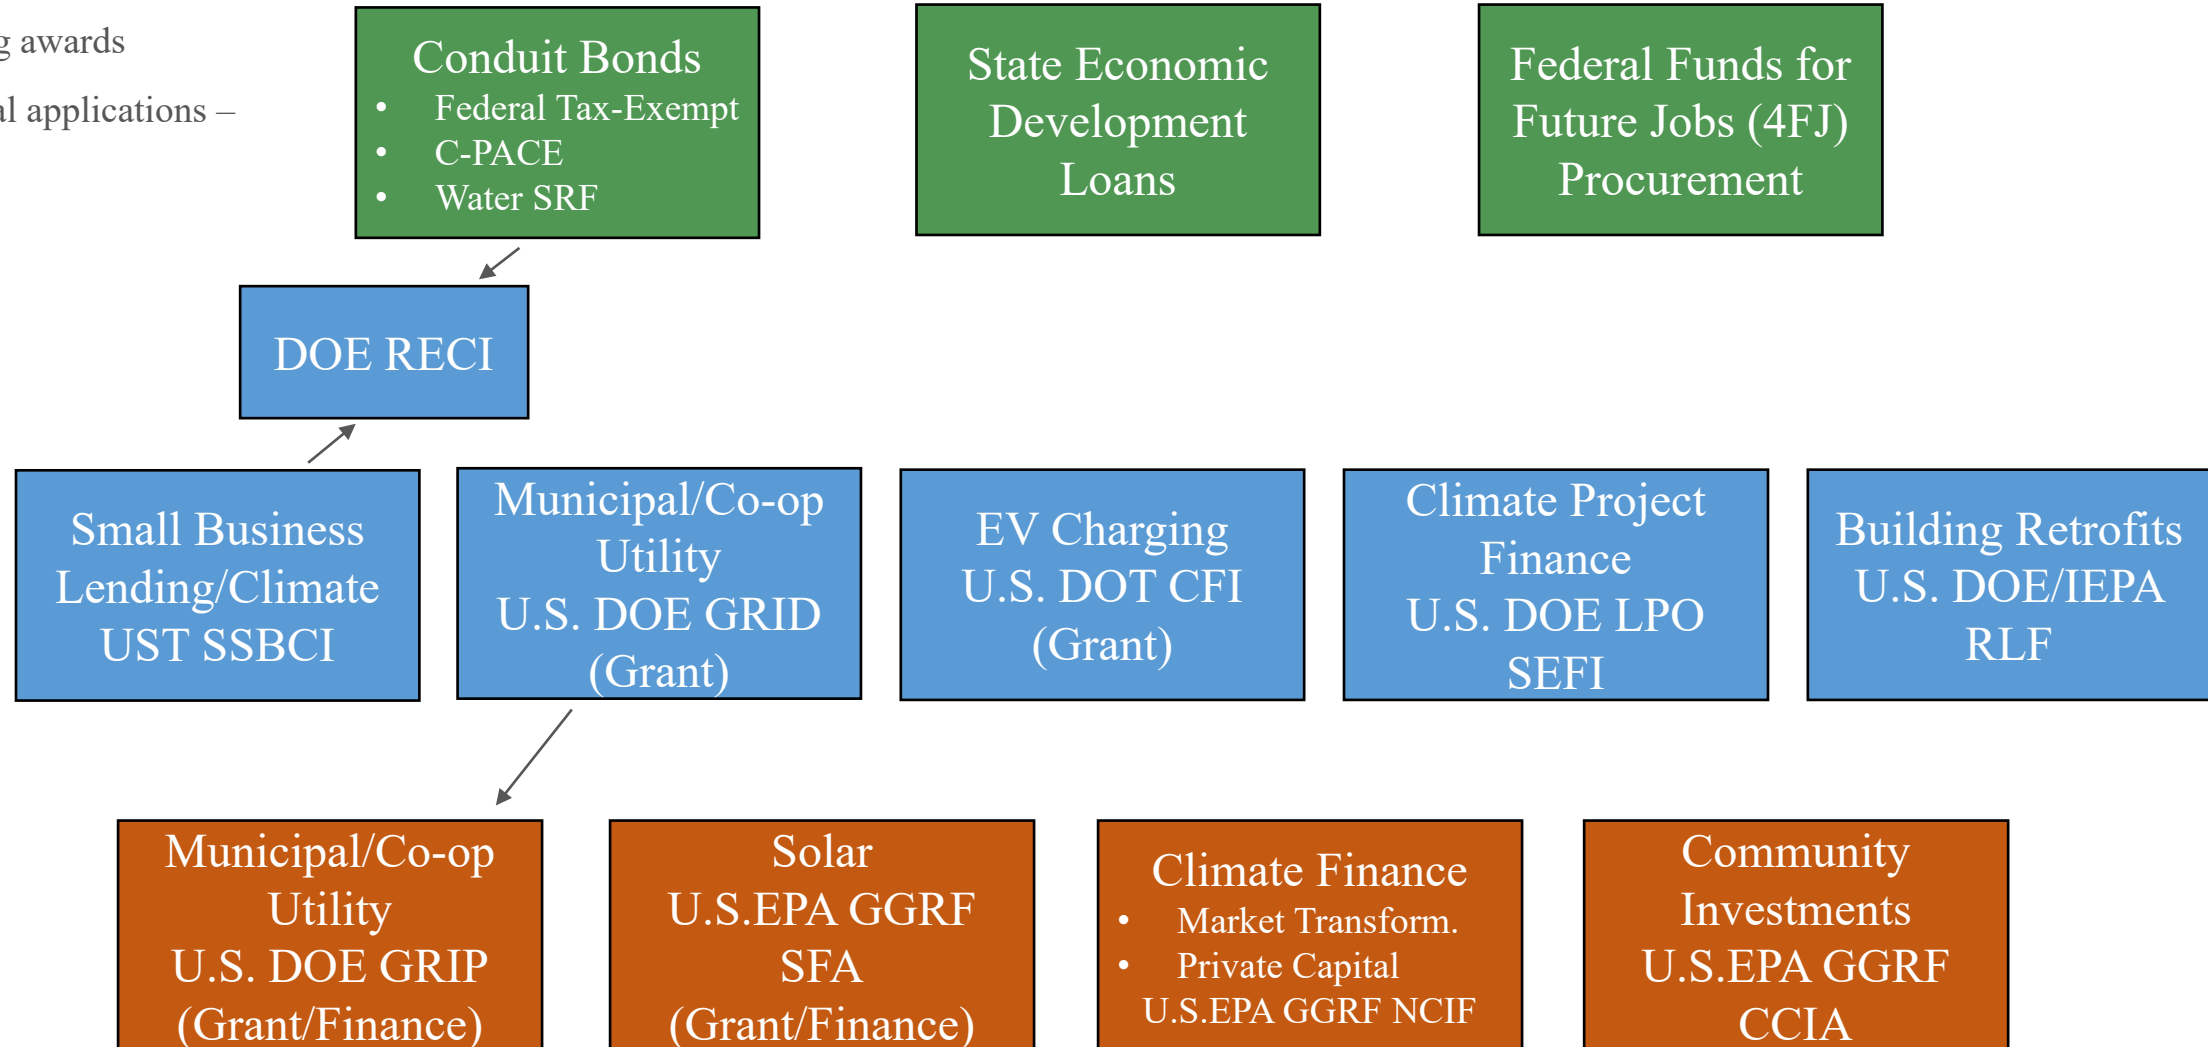 g awards
al applications –
Conduit Bonds
• Federal Tax-Exempt
• C-PACE
• Water SRF
State Economic
Development
Loans
Federal Funds for
Future Jobs (4FJ)
Procurement
DOE RECI
Small Business
Lending/Climate
UST SSBCI
Municipal/Co-op
Utility
U.S. DOE GRID
(Grant)
EV Charging
U.S. DOT CFI
(Grant)
Climate Project
Finance
U.S. DOE LPO
SEFI
Building Retrofits
U.S. DOE/IEPA
RLF
Municipal/Co-op
Utility
U.S. DOE GRIP
(Grant/Finance)
Solar
U.S.EPA GGRF
SFA
(Grant/Finance)
Climate Finance
• Market Transform.
• Private Capital
U.S.EPA GGRF NCIF
Community
Investments
U.S.EPA GGRF
CCIA